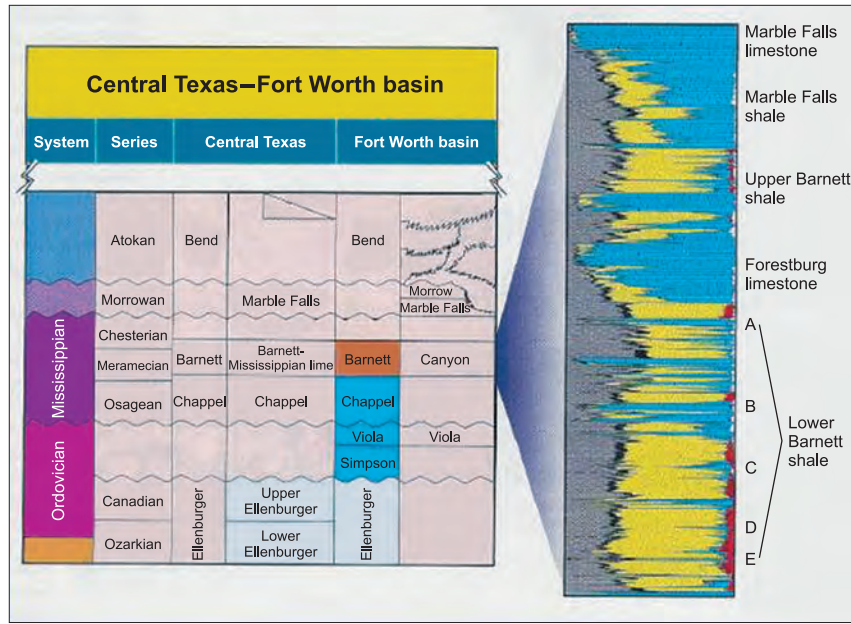 Central Texas–Fort Worth basin
System Series Central Texas Fort Worth basin
Atokan Bend Bend
Morrowan Marble Falls Morrow
Marble Falls
Mississippian
Chesterian
Meramecian Barnett Barnett-
Mississippian lime Barnett Canyon
Osagean Chappel Chappel Chappel
Ordovician
Viola Viola
Simpson
Canadian Ellenburger Upper
Ellenburger Ellenburger
Ozarkian Lower
Ellenburger
Marble Falls
limestone
Marble Falls
shale
Upper Barnett
shale
Forestburg
limestone
A
B
C
D
E
Lower
Barnett
shale